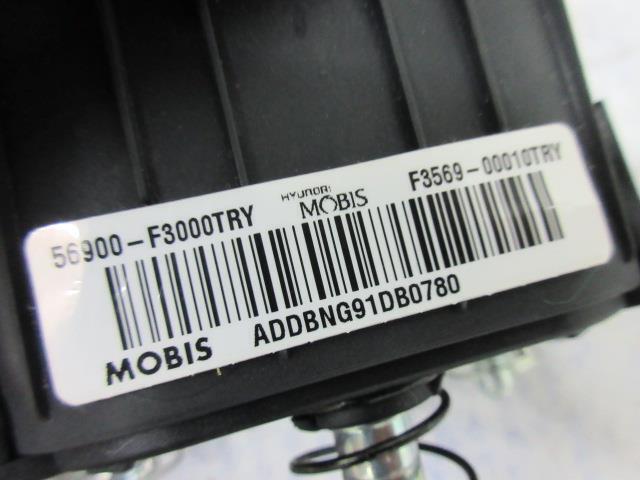 56900-F3000TRY
HYUNDAI
MOBIS
F3569-00010TRY
ADDBNG91DB0780
MOBIS